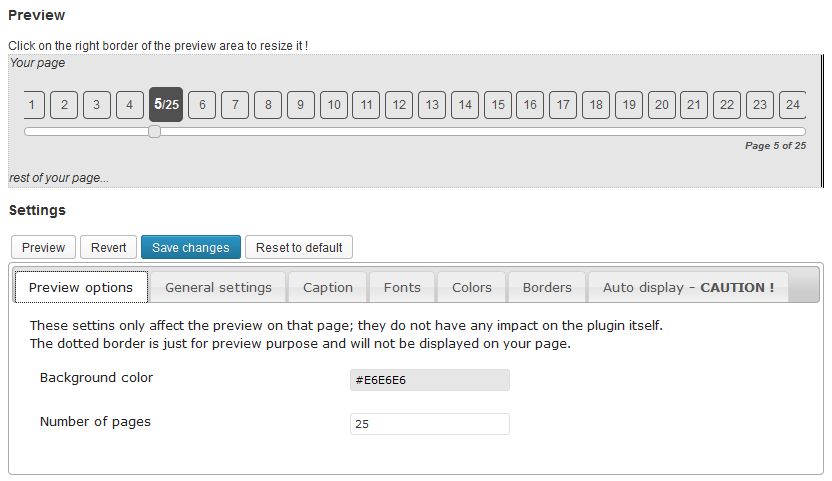 Preview
Click on the right border of the preview area to resize it !
Your page
1 2 3 4 5/25 6 7 8 9 10 11 12 13 14 15 16 17 18 19 20 21 22 23 24
Page 5 of 25
rest of your page...
Settings
Preview Revert Save changes Reset to default
Preview options General settings Caption Fonts Colors Borders Auto display - CAUTION !
These settins only affect the preview on that page; they do not have any impact on the plugin itself.
The dotted border is just for preview purpose and will not be displayed on your page.
Background color #E6E6E6
Number of pages 25